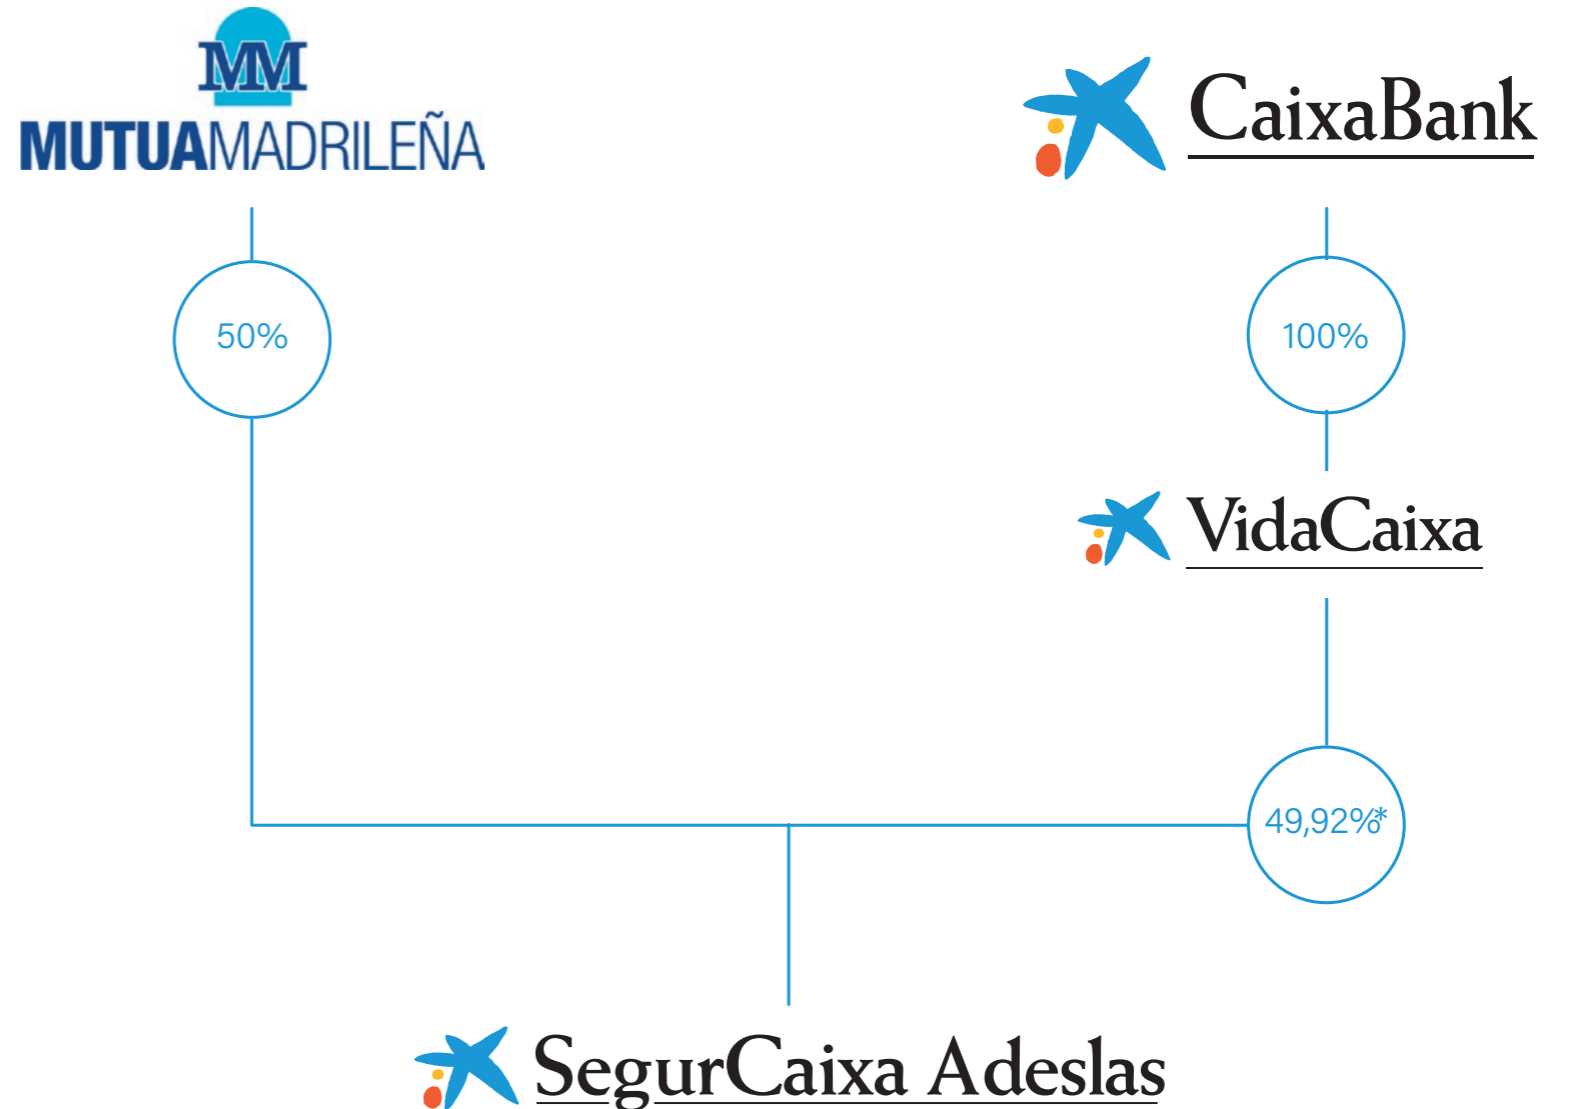 MM
MUTUAMADRILEÑA
CaixaBank
50%
100%
VidaCaixa
49,92%*
SegurCaixa Adeslas